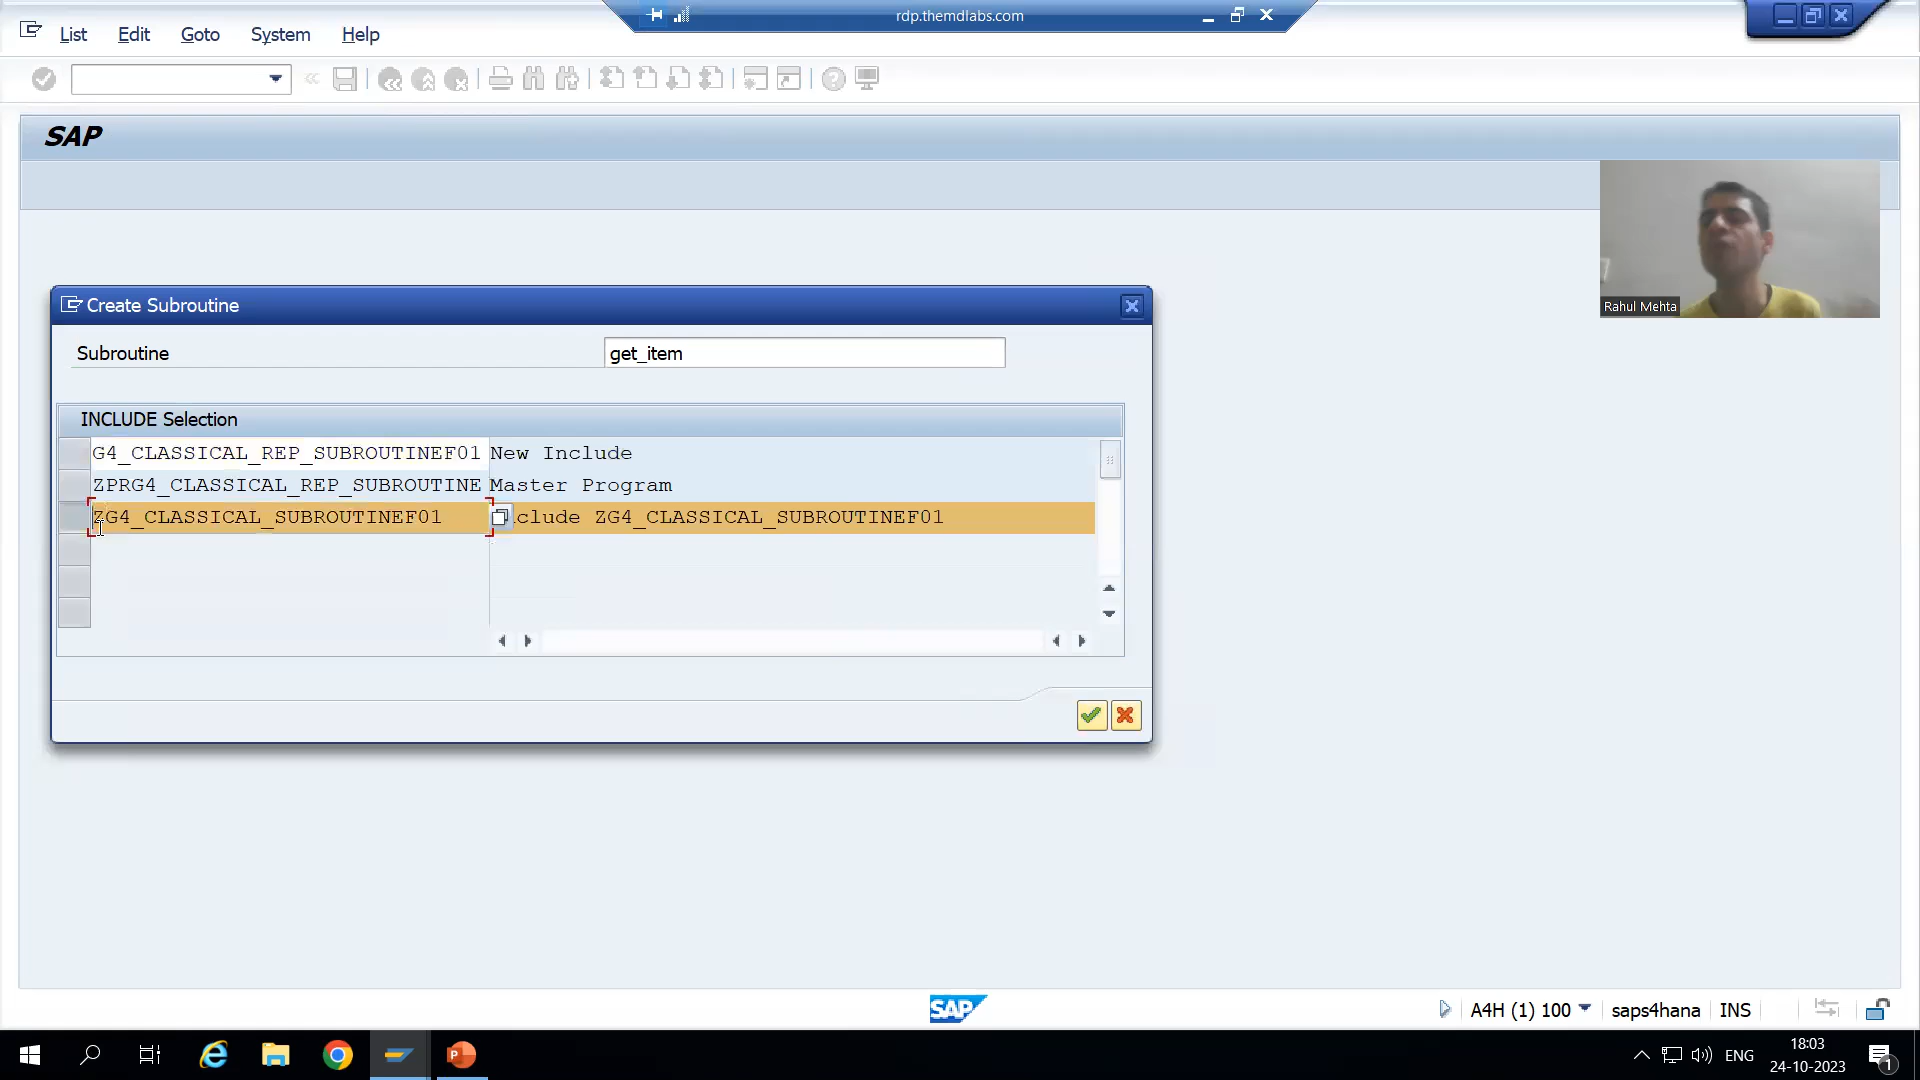 rdp.themdlabs.com
List Edit Goto System Help
SAP
Rahul Mehta
Create Subroutine
Subroutine get_item
INCLUDE Selection
G4_CLASSICAL_REP_SUBROUTINEF01 New Include
ZPRG4_CLASSICAL_REP_SUBROUTINE Master Program
ZG4_CLASSICAL_SUBROUTINEF01 clude ZG4_CLASSICAL_SUBROUTINEF01
SAP
A4H (1) 100 saps4hana INS
ENG
18:03
24-10-2023
1